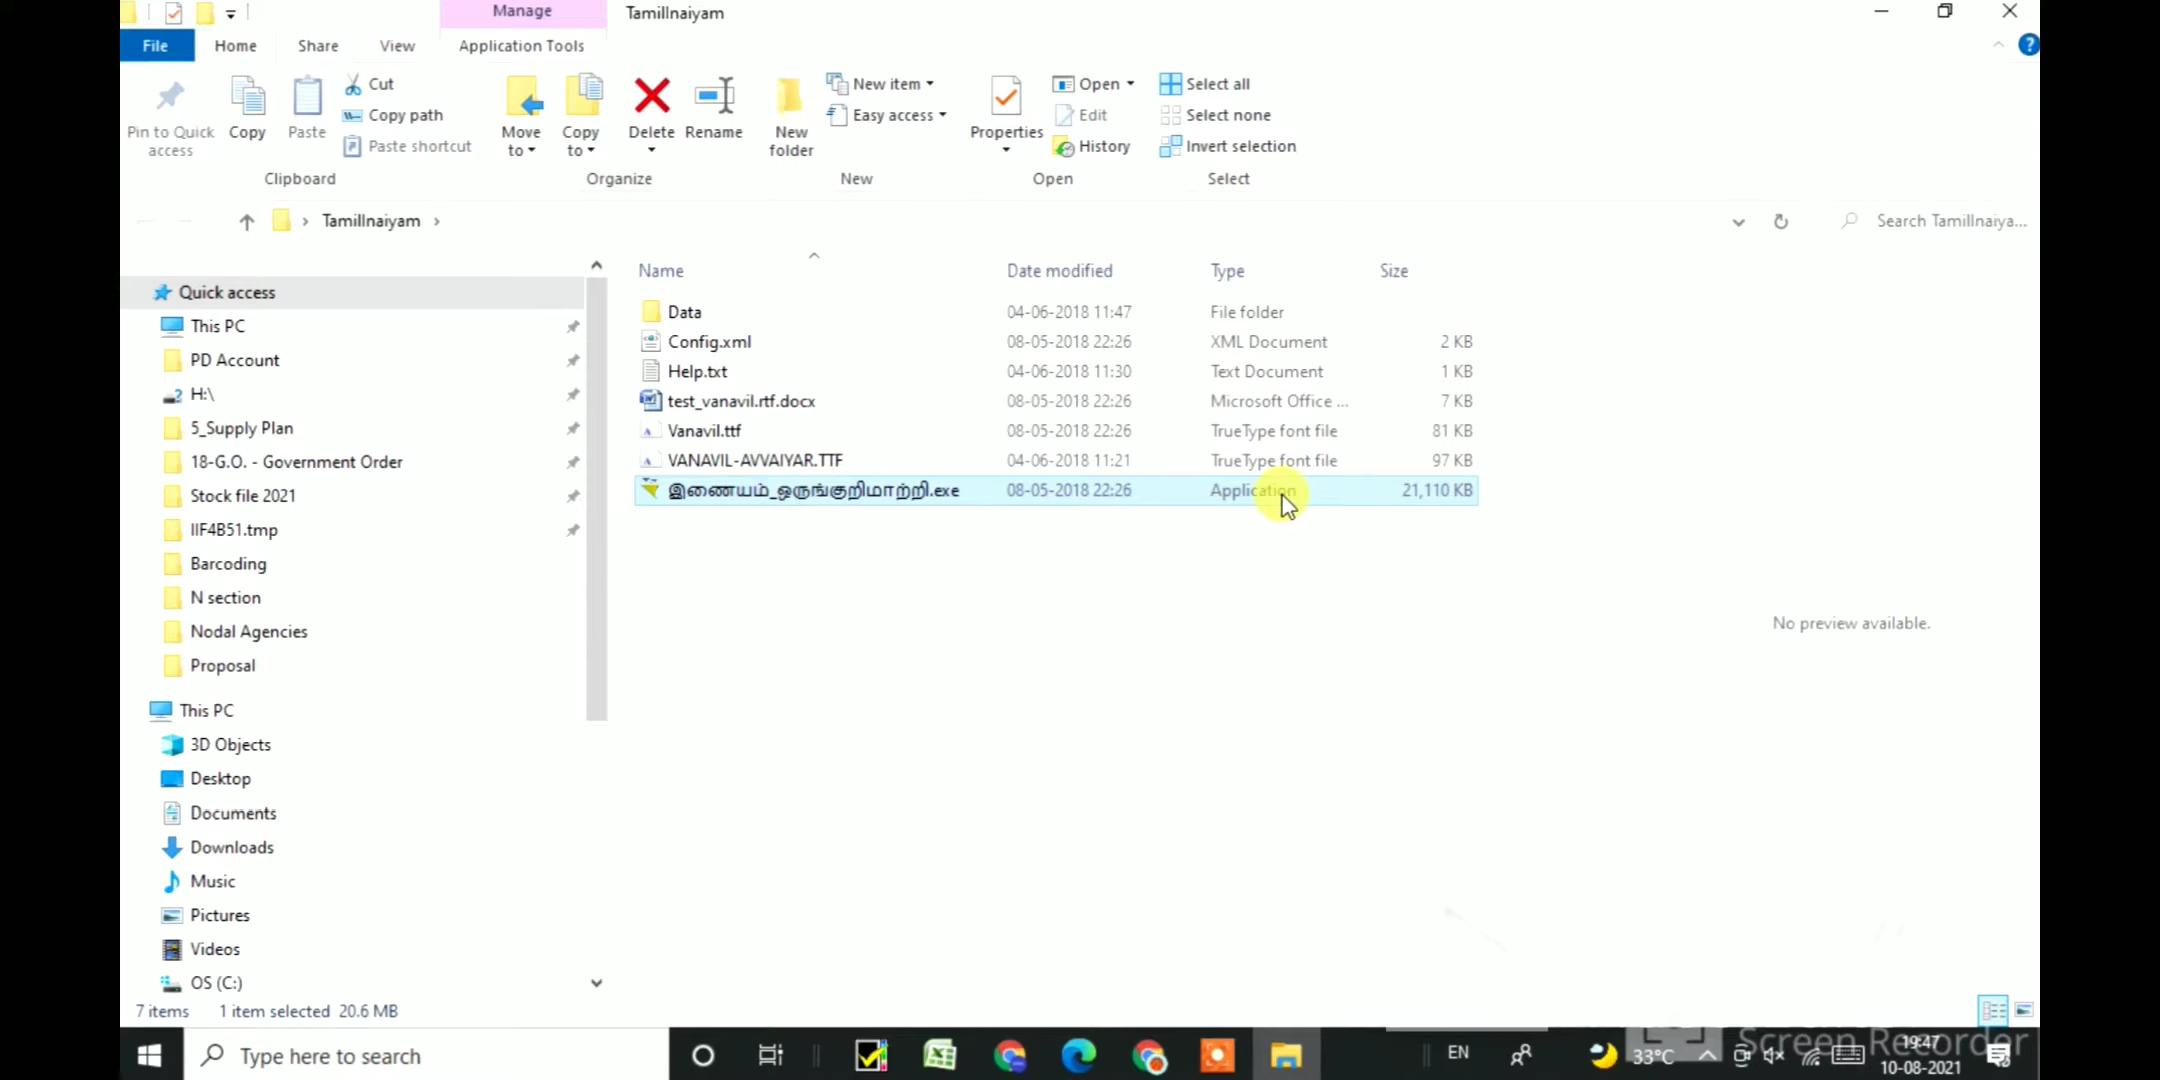 Manage
Tamillnaiyam
File
Home
Share
View
Application Tools
Pin to Quick access
Copy
Paste
Cut
Copy path
Paste shortcut
Move to
Copy to
Delete
Rename
New folder
New item
Easy access
Properties
Open
Edit
History
Select all
Select none
Invert selection
Clipboard
Organize
New
Open
Select
Tamillnaiyam
Search Tamillnaiya...
Name Date modified Type Size
Data 04-06-2018 11:47 File folder
Config.xml 08-05-2018 22:26 XML Document 2 KB
Help.txt 04-06-2018 11:30 Text Document 1 KB
test_vanavil.rtf.docx 08-05-2018 22:26 Microsoft Office ... 7 KB
Vanavil.ttf 08-05-2018 22:26 TrueType font file 81 KB
VANAVIL-AVVAIYAR.TTF 04-06-2018 11:21 TrueType font file 97 KB
இணையம்_ஒருங்குறிமாற்றி.exe 08-05-2018 22:26 Application 21,110 KB
Quick access
This PC
PD Account
H:\
5_Supply Plan
18-G.O. - Government Order
Stock file 2021
IIF4B51.tmp
Barcoding
N section
Nodal Agencies
Proposal
This PC
3D Objects
Desktop
Documents
Downloads
Music
Pictures
Videos
OS (C:)
No preview available.
7 items 1 item selected 20.6 MB
Type here to search
EN
33°C
Screen Recorder
19:47
10-08-2021